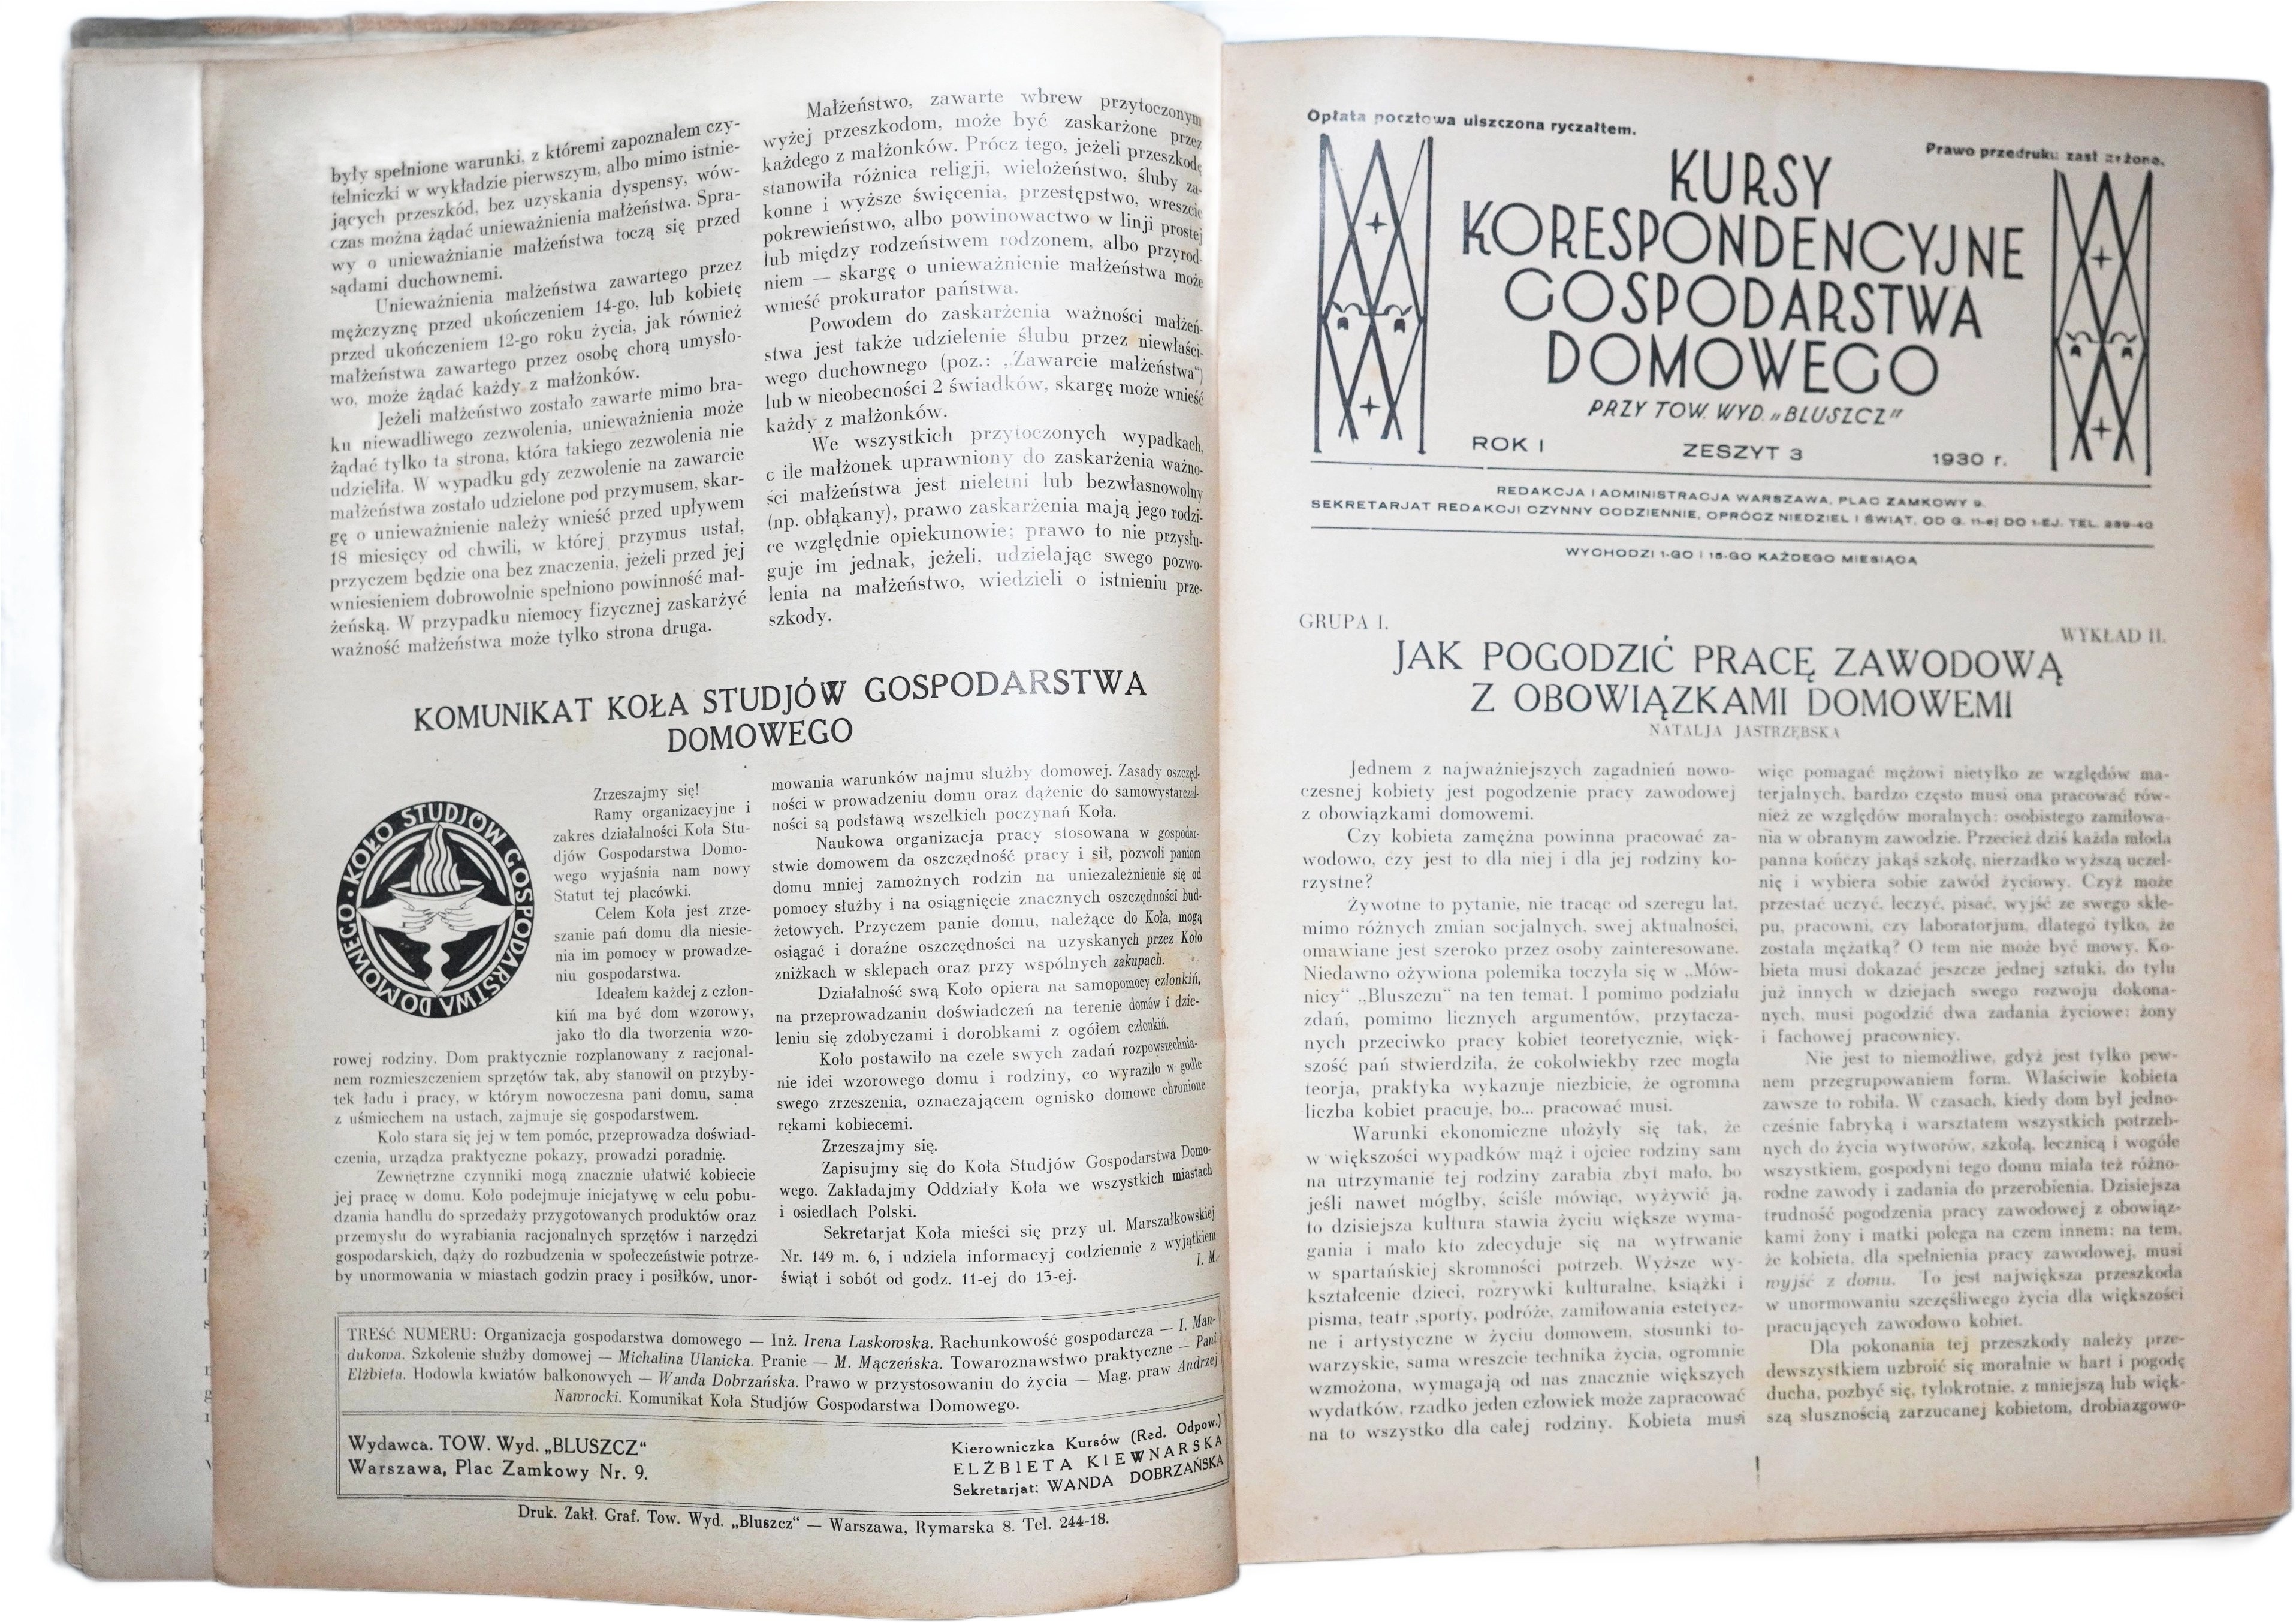 były spełnione warunki, z któremi zapoznałem czy-
telniczki w wykładzie pierwszym, albo mimo istnie-
jących przeszkód, bez uzyskania dyspensy, wów-
czas można żądać unieważnienia małżeństwa. Spra-
wy o unieważnianie małżeństwa toczą się przed
sądami duchownemi.
Unieważnienia małżeństwa zawartego przez
mężczyznę przed ukończeniem 14-go, lub kobietę
przed ukończeniem 12-go roku życia, jak również
małżeństwa zawartego przez osobę chorą umysło-
wo, może żądać każdy z małżonków.
Jeżeli małżeństwo zostało zawarte mimo bra-
ku niewadliwego zezwolenia, unieważnienia może
żądać tylko ta strona, która takiego zezwolenia nie
udzieliła. W wypadku gdy zezwolenie na zawarcie
małżeństwa zostało udzielone pod przymusem, skar-
gę o unieważnienie należy wnieść przed upływem
18 miesięcy od chwili, w której przymus ustał,
przyczem będzie ona bez znaczenia, jeżeli przed jej
wniesieniem dobrowolnie spełniono powinność mał-
żeńską. W przypadku niemocy fizycznej zaskarżyć
ważność małżeństwa może tylko strona druga.
Małżeństwo, zawarte wbrew przytoczonym
wyżej przeszkodom, może być zaskarżone przez
każdego z małżonków. Prócz tego, jeżeli przeszkodę
stanowiła różnica religji, wielożeństwo, śluby za-
konne i wyższe święcenia, przestępstwo, wreszcie
pokrewieństwo, albo powinowactwo w linji prostej
lub między rodzeństwem rodzonem, albo przyrod-
niem — skargę o unieważnienie małżeństwa może
wnieść prokurator państwa.
Powodem do zaskarżenia ważności małżeń-
stwa jest także udzielenie ślubu przez niewłaści-
wego duchownego (poz.: „Zawarcie małżeństwa“)
lub w nieobecności 2 świadków, skargę może wnieść
każdy z małżonków.
We wszystkich przytoczonych wypadkach,
o ile małżonek uprawniony do zaskarżenia ważno-
ści małżeństwa jest nieletni lub bezwłasnowolny
(np. obłąkany), prawo zaskarżenia mają jego rodzi-
ce względnie opiekunowie; prawo to nie przysłu-
guje im jednak, jeżeli, udzielając swego pozwo-
lenia na małżeństwo, wiedzieli o istnieniu prze-
szkody.
KOMUNIKAT KOŁA STUDJÓW GOSPODARSTWA
DOMOWEGO
KOŁO STUDJÓW GOSPODARSTWA DOMOWEGO
Zrzeszajmy się!
Ramy organizacyjne i
zakres działalności Koła Stu-
djów Gospodarstwa Domo-
wego wyjaśnia nam nowy
Statut tej placówki.
Celem Koła jest zrze-
szanie pań domu dla niesie-
nia im pomocy w prowadze-
niu gospodarstwa.
Ideałem każdej z człon-
kiń ma być dom wzorowy,
jako tło dla tworzenia wzo-
rowej rodziny. Dom praktycznie rozplanowany z racjonal-
nem rozmieszczeniem sprzętów tak, aby stanowił on przyby-
tek ładu i pracy, w którym nowoczesna pani domu, sama
z uśmiechem na ustach, zajmuje się gospodarstwem.
Koło stara się jej w tem pomóc, przeprowadza doświad-
czenia, urządza praktyczne pokazy, prowadzi poradnię.
Zewnętrzne czynniki mogą znacznie ułatwić kobiecie
jej pracę w domu. Koło podejmuje inicjatywę w celu pobu-
dzania handlu do sprzedaży przygotowanych produktów oraz
przemysłu do wyrabiania racjonalnych sprzętów i narzędzi
gospodarskich, dąży do rozbudzenia w społeczeństwie potrze-
by unormowania w miastach godzin pracy i posiłków, unor-
mowania warunków najmu służby domowej. Zasady oszczęd-
ności w prowadzeniu domu oraz dążenie do samowystarczal-
ności są podstawą wszelkich poczynań Koła.
Naukowa organizacja pracy stosowana w gospodar-
stwie domowem da oszczędność pracy i sił, pozwoli paniom
domu mniej zamożnych rodzin na uniezależnienie się od
pomocy służby i na osiągnięcie znacznych oszczędności bud-
żetowych. Przyczem panie domu, należące do Koła, mogą
osiągać i doraźne oszczędności na uzyskanych przez Koło
zniżkach w sklepach oraz przy wspólnych zakupach.
Działalność swą Koło opiera na samopomocy członkiń,
na przeprowadzaniu doświadczeń na terenie domów i dzie-
leniu się zdobyczami i dorobkami z ogółem członkiń.
Koło postawiło na czele swych zadań rozpowszechnia-
nie idei wzorowego domu i rodziny, co wyraziło w godle
swego zrzeszenia, oznaczającem ognisko domowe chronione
rękami kobiecemi.
Zrzeszajmy się.
Zapisujmy się do Koła Studjów Gospodarstwa Domo-
wego. Zakładajmy Oddziały Koła we wszystkich miastach
i osiedlach Polski.
Sekretarjat Koła mieści się przy ul. Marszałkowskiej
Nr. 149 m. 6, i udziela informacyj codziennie z wyjątkiem
świąt i sobót od godz. 11-ej do 13-ej.
I. M.
TREŚĆ NUMERU: Organizacja gospodarstwa domowego — Inż. Irena Laskowska. Rachunkowość gospodarcza — I. Man-
dukowa. Szkolenie służby domowej — Michalina Ulanicka. Pranie — M. Mączeńska. Towaroznawstwo praktyczne — Pani
Elżbieta. Hodowla kwiatów balkonowych — Wanda Dobrzańska. Prawo w przystosowaniu do życia — Mag. praw Andrzej
Nawrocki. Komunikat Koła Studjów Gospodarstwa Domowego.
Wydawca. TOW. Wyd. „BLUSZCZ“
Warszawa, Plac Zamkowy Nr. 9.
Kierowniczka Kursów (Red. Odpow.)
ELŻBIETA KIEWNARSKA
Sekretarjat: WANDA DOBRZAŃSKA
Druk. Zakł. Graf. Tow. Wyd. „Bluszcz“ — Warszawa, Rymarska 8. Tel. 244-18.
Opłata pocztowa uiszczona ryczałtem.
Prawo przedruku zastrzeżone.
KURSY
KORESPONDENCYJNE
GOSPODARSTWA
DOMOWEGO
PRZY TOW. WYD. „BLUSZCZ“
ROK I ZESZYT 3 1930 r.
REDAKCJA I ADMINISTRACJA WARSZAWA, PLAC ZAMKOWY 9.
SEKRETARJAT REDAKCJI CZYNNY CODZIENNIE, OPRÓCZ NIEDZIEL I ŚWIĄT, OD G. 11-ej DO 1-EJ. TEL. 239-40
WYCHODZI 1-GO I 15-GO KAŻDEGO MIESIĄCA
GRUPA I.
WYKŁAD II.
JAK POGODZIĆ PRACĘ ZAWODOWĄ
Z OBOWIĄZKAMI DOMOWEMI
NATALJA JASTRZĘBSKA
Jednem z najważniejszych zagadnień nowo-
czesnej kobiety jest pogodzenie pracy zawodowej
z obowiązkami domowemi.
Czy kobieta zamężna powinna pracować za-
wodowo, czy jest to dla niej i dla jej rodziny ko-
rzystne?
Żywotne to pytanie, nie tracąc od szeregu lat,
mimo różnych zmian socjalnych, swej aktualności,
omawiane jest szeroko przez osoby zainteresowane.
Niedawno ożywiona polemika toczyła się w „Mów-
nicy“ „Bluszczu“ na ten temat. I pomimo podziału
zdań, pomimo licznych argumentów, przytacza-
nych przeciwko pracy kobiet teoretycznie, więk-
szość pań stwierdziła, że cokolwiekby rzec mogła
teorja, praktyka wykazuje niezbicie, że ogromna
liczba kobiet pracuje, bo... pracować musi.
Warunki ekonomiczne ułożyły się tak, że
w większości wypadków mąż i ojciec rodziny sam
na utrzymanie tej rodziny zarabia zbyt mało, bo
jeśli nawet mógłby, ściśle mówiąc, wyżywić ją,
to dzisiejsza kultura stawia życiu większe wyma-
gania i mało kto zdecyduje się na wytrwanie
w spartańskiej skromności potrzeb. Wyższe wy-
kształcenie dzieci, rozrywki kulturalne, książki i
pisma, teatr ,sporty, podróże, zamiłowania estetycz-
ne i artystyczne w życiu domowem, stosunki to-
warzyskie, sama wreszcie technika życia, ogromnie
wzmożona, wymagają od nas znacznie większych
wydatków, rzadko jeden człowiek może zapracować
na to wszystko dla całej rodziny. Kobieta musi
więc pomagać mężowi nietylko ze względów ma-
terjalnych, bardzo często musi ona pracować rów-
nież ze względów moralnych: osobistego zamiłowa-
nia w obranym zawodzie. Przecież dziś każda młoda
panna kończy jakąś szkołę, nierzadko wyższą uczel-
nię i wybiera sobie zawód życiowy. Czyż może
przestać uczyć, leczyć, pisać, wyjść ze swego skle-
pu, pracowni, czy laboratorjum, dlatego tylko, że
została mężatką? O tem nie może być mowy. Ko-
bieta musi dokazać jeszcze jednej sztuki, do tylu
już innych w dziejach swego rozwoju dokona-
nych, musi pogodzić dwa zadania życiowe: żony
i fachowej pracownicy.
Nie jest to niemożliwe, gdyż jest tylko pew-
nem przegrupowaniem form. Właściwie kobieta
zawsze to robiła. W czasach, kiedy dom był jedno-
cześnie fabryką i warsztatem wszystkich potrzeb-
nych do życia wytworów, szkołą, lecznicą i wogóle
wszystkiem, gospodyni tego domu miała też różno-
rodne zawody i zadania do przerobienia. Dzisiejsza
trudność pogodzenia pracy zawodowej z obowiąz-
kami żony i matki polega na czem innem: na tem,
że kobieta, dla spełnienia pracy zawodowej, musi
wyjść z domu. To jest największa przeszkoda
w unormowaniu szczęśliwego życia dla większości
pracujących zawodowo kobiet.
Dla pokonania tej przeszkody należy prze-
dewszystkiem uzbroić się moralnie w hart i pogodę
ducha, pozbyć się, tylokrotnie, z mniejszą lub więk-
szą słusznością zarzucanej kobietom, drobiazgowo-